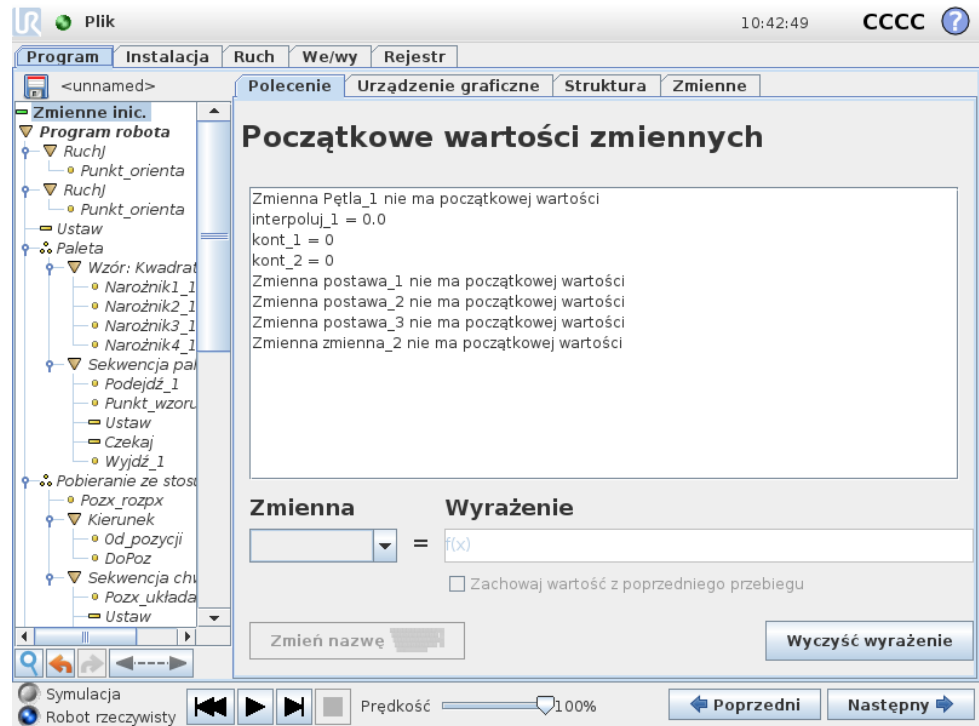 UR Plik 10:42:49 CCCC ?
Program Instalacja Ruch We/wy Rejestr
<unnamed>
Polecenie Urządzenie graficzne Struktura Zmienne
Zmienne inic.
Program robota
RuchJ
Punkt_orienta
RuchJ
Punkt_orienta
Ustaw
Paleta
Wzór: Kwadrat
Narożnik1_1
Narożnik2_1
Narożnik3_1
Narożnik4_1
Sekwencja pal
Podejdź_1
Punkt_wzoru
Ustaw
Czekaj
Wyjdź_1
Pobieranie ze stosu
Pozx_rozpx
Kierunek
Od_pozycji
DoPoz
Sekwencja chw
Pozx_układa
Ustaw
Początkowe wartości zmiennych
Zmienna Pętla_1 nie ma początkowej wartości
interpoluj_1 = 0.0
kont_1 = 0
kont_2 = 0
Zmienna postawa_1 nie ma początkowej wartości
Zmienna postawa_2 nie ma początkowej wartości
Zmienna postawa_3 nie ma początkowej wartości
Zmienna zmienna_2 nie ma początkowej wartości
Zmienna Wyrażenie
= f(x)
Zachowaj wartość z poprzedniego przebiegu
Zmień nazwę
Wyczyść wyrażenie
Symulacja
Robot rzeczywisty
Prędkość 100%
Poprzedni Następny